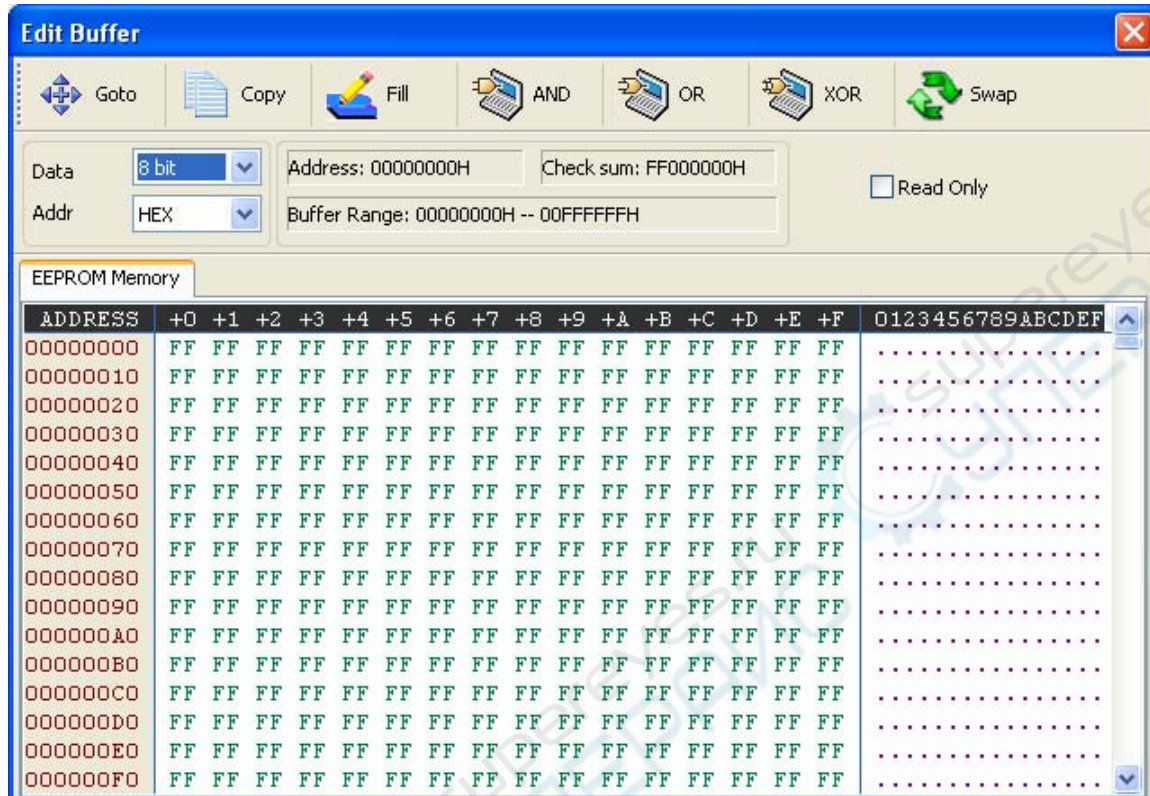 Edit Buffer
Goto Copy Fill AND OR XOR Swap
Data 8 bit Address: 00000000H Check sum: FF000000H Read Only
Addr HEX Buffer Range: 00000000H -- 00FFFFFFH
EEPROM Memory
ADDRESS +0 +1 +2 +3 +4 +5 +6 +7 +8 +9 +A +B +C +D +E +F 0123456789ABCDEF
00000000 FF FF FF FF FF FF FF FF FF FF FF FF FF FF FF FF ................
00000010 FF FF FF FF FF FF FF FF FF FF FF FF FF FF FF FF ................
00000020 FF FF FF FF FF FF FF FF FF FF FF FF FF FF FF FF ................
00000030 FF FF FF FF FF FF FF FF FF FF FF FF FF FF FF FF ................
00000040 FF FF FF FF FF FF FF FF FF FF FF FF FF FF FF FF ................
00000050 FF FF FF FF FF FF FF FF FF FF FF FF FF FF FF FF ................
00000060 FF FF FF FF FF FF FF FF FF FF FF FF FF FF FF FF ................
00000070 FF FF FF FF FF FF FF FF FF FF FF FF FF FF FF FF ................
00000080 FF FF FF FF FF FF FF FF FF FF FF FF FF FF FF FF ................
00000090 FF FF FF FF FF FF FF FF FF FF FF FF FF FF FF FF ................
000000A0 FF FF FF FF FF FF FF FF FF FF FF FF FF FF FF FF ................
000000B0 FF FF FF FF FF FF FF FF FF FF FF FF FF FF FF FF ................
000000C0 FF FF FF FF FF FF FF FF FF FF FF FF FF FF FF FF ................
000000D0 FF FF FF FF FF FF FF FF FF FF FF FF FF FF FF FF ................
000000E0 FF FF FF FF FF FF FF FF FF FF FF FF FF FF FF FF ................
000000F0 FF FF FF FF FF FF FF FF FF FF FF FF FF FF FF FF ................
supereyes.ru